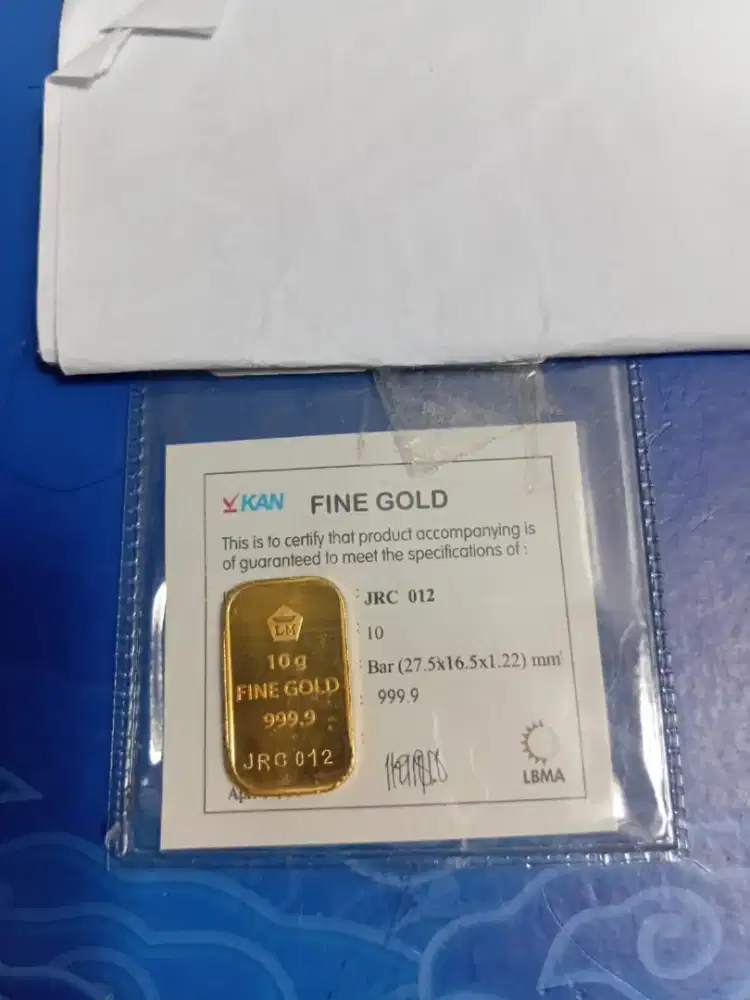 KAN FINE GOLD
This is to certify that product accompanying is
of guaranteed to meet the specifications of :
: JRC 012
: 10
: Bar (27.5x16.5x1.22) mm
: 999.9
LM
10g
FINE GOLD
999.9
JRC 012
LBMA